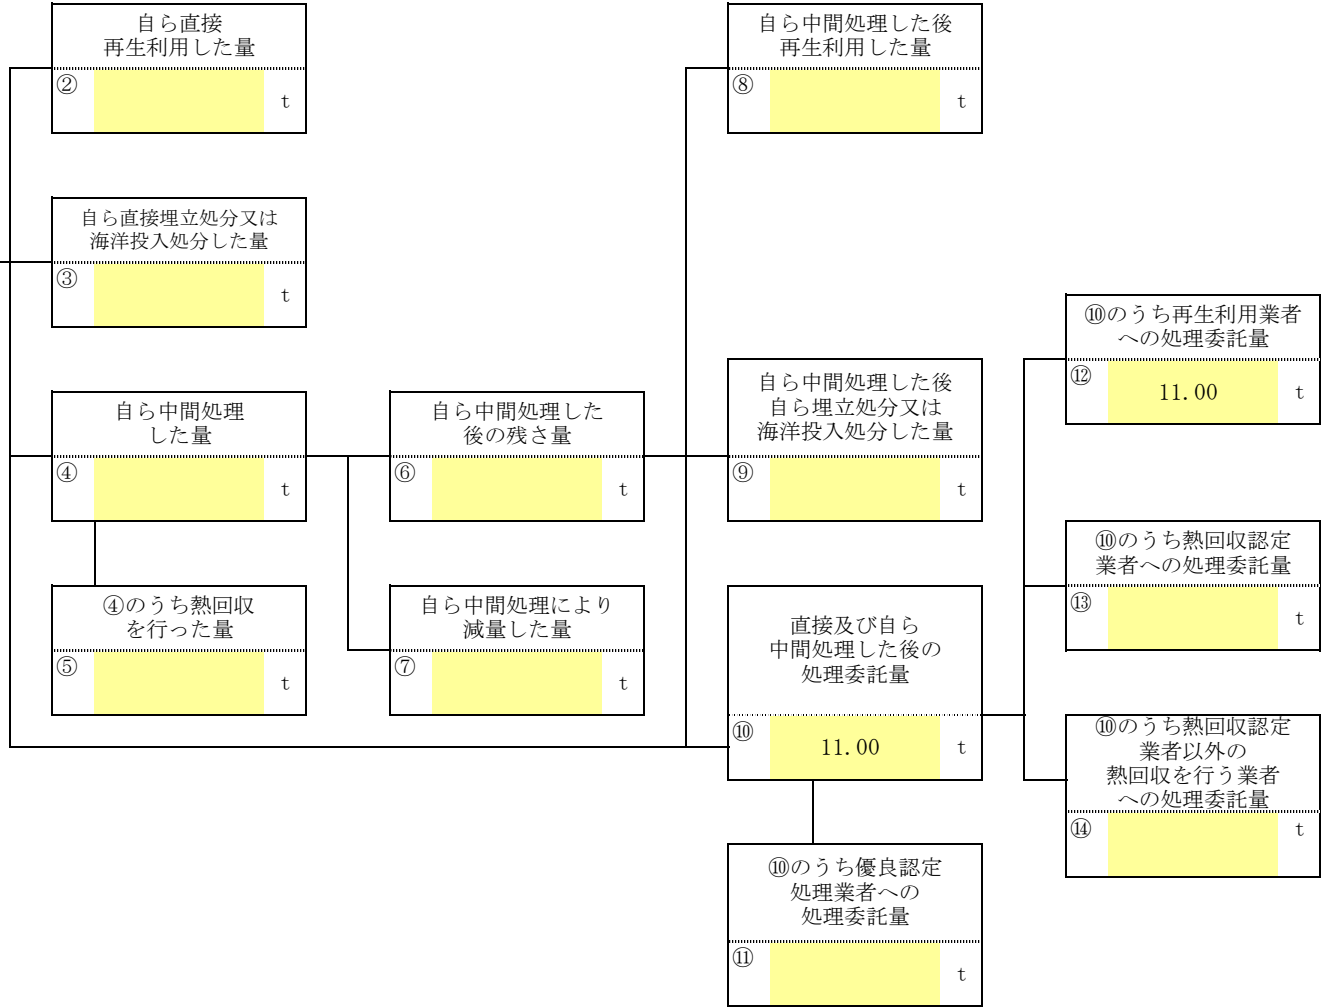 自ら直接
再生利用した量
②
t
自ら中間処理した後
再生利用した量
⑧
t
自ら直接埋立処分又は
海洋投入処分した量
③
t
⑩のうち再生利用業者
への処理委託量
⑫
11.00
t
自ら中間処理
した量
④
t
自ら中間処理した
後の残さ量
⑥
t
自ら中間処理した後
自ら埋立処分又は
海洋投入処分した量
⑨
t
⑩のうち熱回収認定
業者への処理委託量
⑬
t
④のうち熱回収
を行った量
⑤
t
自ら中間処理により
減量した量
⑦
t
直接及び自ら
中間処理した後の
処理委託量
⑩
11.00
t
⑩のうち熱回収認定
業者以外の
熱回収を行う業者
への処理委託量
⑭
t
⑩のうち優良認定
処理業者への
処理委託量
⑪
t